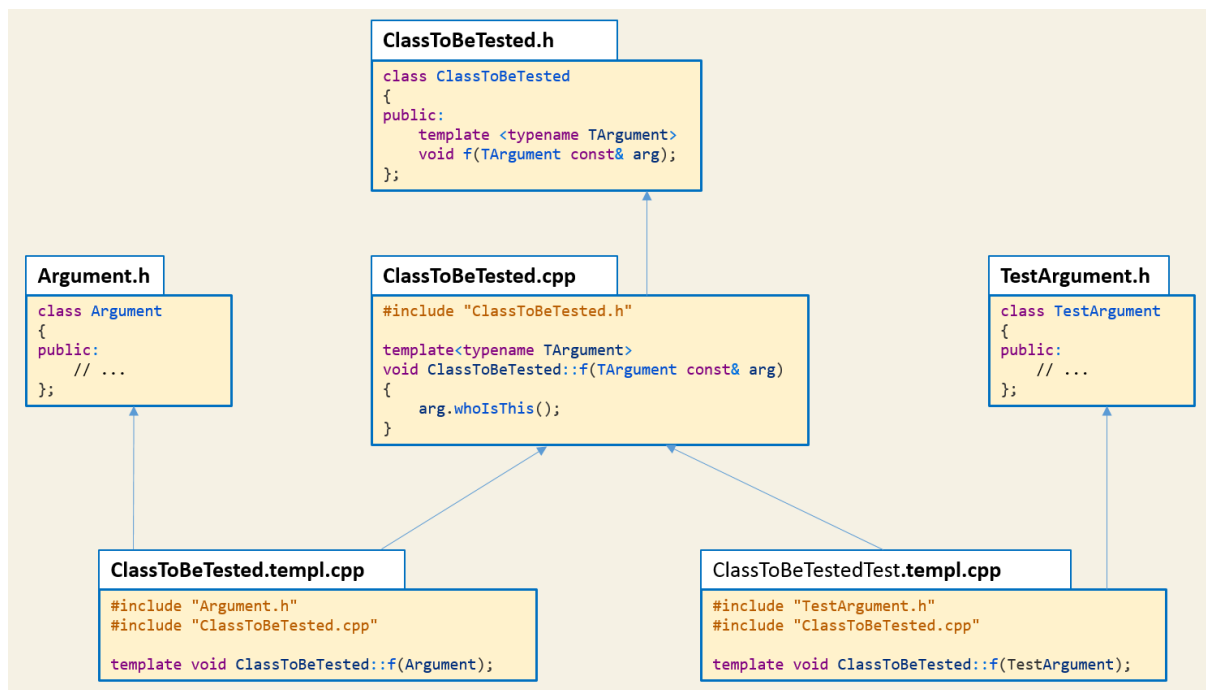 ClassToBeTested.h
class ClassToBeTested
{
public:
    template <typename TArgument>
    void f(TArgument const& arg);
};
Argument.h
class Argument
{
public:
    // ...
};
ClassToBeTested.cpp
#include "ClassToBeTested.h"
template<typename TArgument>
void ClassToBeTested::f(TArgument const& arg)
{
    arg.whoIsThis();
}
TestArgument.h
class TestArgument
{
public:
    // ...
};
ClassToBeTested.templ.cpp
#include "Argument.h"
#include "ClassToBeTested.cpp"
template void ClassToBeTested::f(Argument);
ClassToBeTestedTest.templ.cpp
#include "TestArgument.h"
#include "ClassToBeTested.cpp"
template void ClassToBeTested::f(TestArgument);